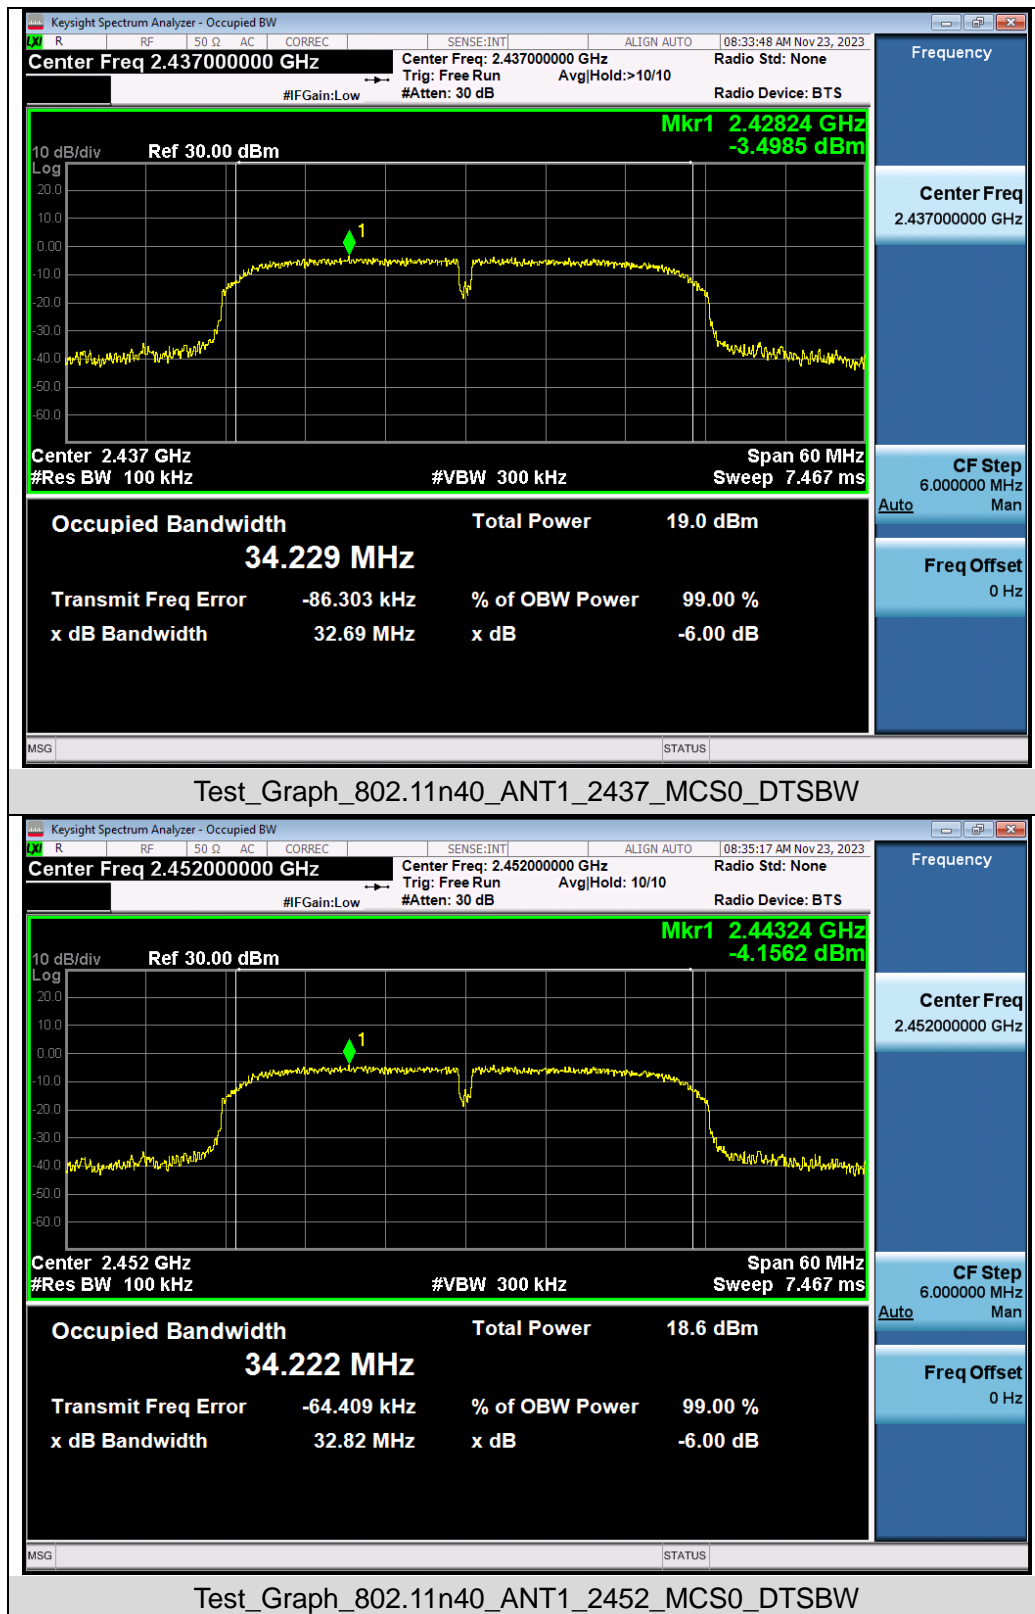 Keysight Spectrum Analyzer - Occupied BW
LXI R RF 50 Ω AC CORREC SENSE:INT ALIGN AUTO 08:33:48 AM Nov 23, 2023
Center Freq 2.437000000 GHz
Center Freq: 2.437000000 GHz Radio Std: None
Trig: Free Run Avg|Hold:>10/10
#IFGain:Low #Atten: 30 dB Radio Device: BTS
Frequency
Mkr1 2.42824 GHz
-3.4985 dBm
10 dB/div Ref 30.00 dBm
Log
20.0
10.0
0.00
-10.0
-20.0
-30.0
-40.0
-50.0
-60.0
1
Center 2.437 GHz Span 60 MHz
#Res BW 100 kHz #VBW 300 kHz Sweep 7.467 ms
Center Freq
2.437000000 GHz
CF Step
6.000000 MHz
Auto Man
Freq Offset
0 Hz
Occupied Bandwidth Total Power 19.0 dBm
34.229 MHz
Transmit Freq Error -86.303 kHz % of OBW Power 99.00 %
x dB Bandwidth 32.69 MHz x dB -6.00 dB
MSG STATUS
Test_Graph_802.11n40_ANT1_2437_MCS0_DTSBW
Keysight Spectrum Analyzer - Occupied BW
LXI R RF 50 Ω AC CORREC SENSE:INT ALIGN AUTO 08:35:17 AM Nov 23, 2023
Center Freq 2.452000000 GHz
Center Freq: 2.452000000 GHz Radio Std: None
Trig: Free Run Avg|Hold: 10/10
#IFGain:Low #Atten: 30 dB Radio Device: BTS
Frequency
Mkr1 2.44324 GHz
-4.1562 dBm
10 dB/div Ref 30.00 dBm
Log
20.0
10.0
0.00
-10.0
-20.0
-30.0
-40.0
-50.0
-60.0
1
Center 2.452 GHz Span 60 MHz
#Res BW 100 kHz #VBW 300 kHz Sweep 7.467 ms
Center Freq
2.452000000 GHz
CF Step
6.000000 MHz
Auto Man
Freq Offset
0 Hz
Occupied Bandwidth Total Power 18.6 dBm
34.222 MHz
Transmit Freq Error -64.409 kHz % of OBW Power 99.00 %
x dB Bandwidth 32.82 MHz x dB -6.00 dB
MSG STATUS
Test_Graph_802.11n40_ANT1_2452_MCS0_DTSBW